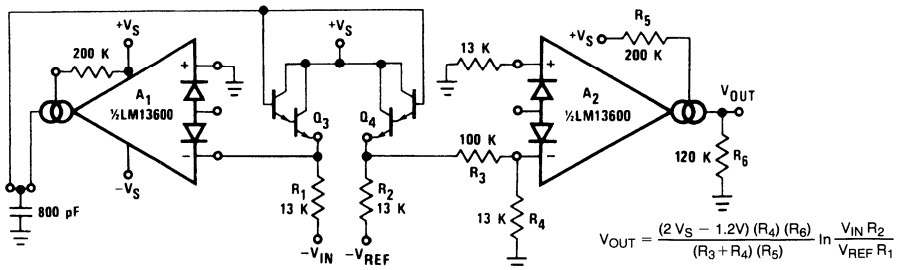 +Vs
200 K
A1
½LM13600
+
−
−Vs
800 pF
+Vs
Q3
Q4
R1
13 K
−VIN
R2
13 K
−VREF
13 K
100 K
R3
13 K
R4
+Vs
R5
200 K
+
−
A2
½LM13600
VOUT
120 K
R6
VOUT = (2 VS − 1.2V) (R4) (R6) / (R3 + R4) (R5) ln VIN R2 / VREF R1